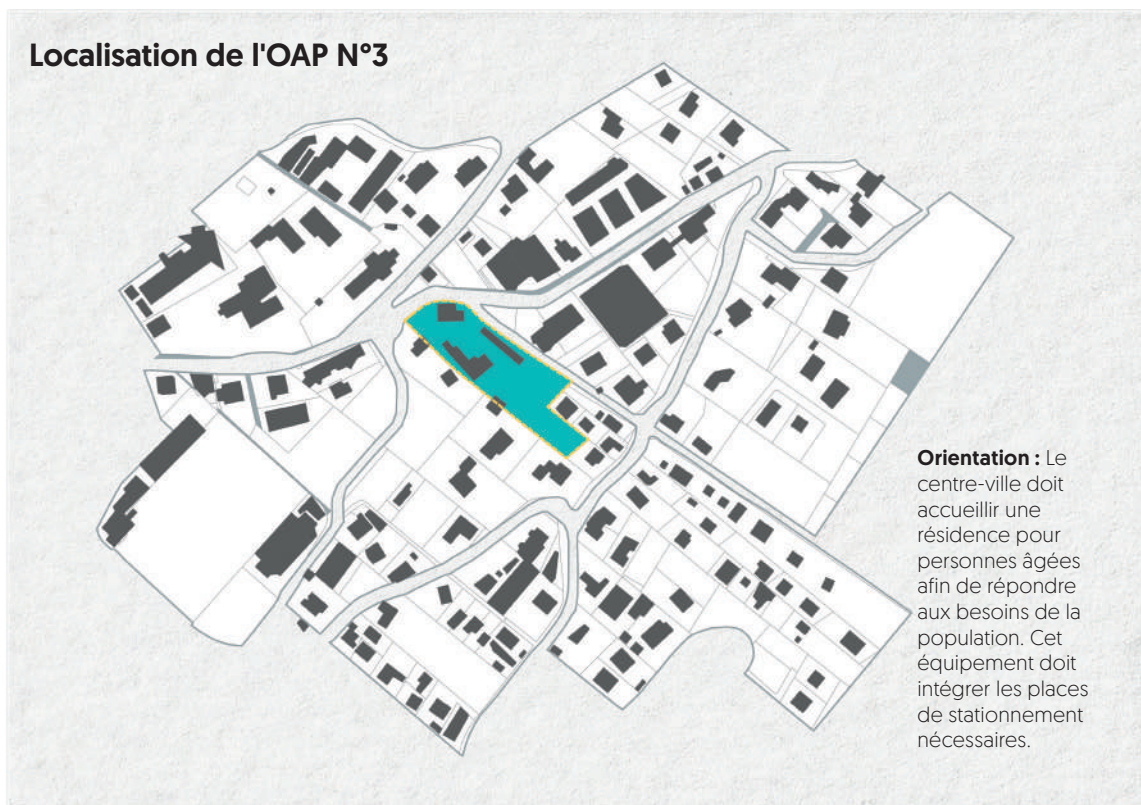 Localisation de l'OAP N°3
Orientation : Le
centre-ville doit
accueillir une
résidence pour
personnes âgées
afin de répondre
aux besoins de la
population. Cet
équipement doit
intégrer les places
de stationnement
nécessaires.